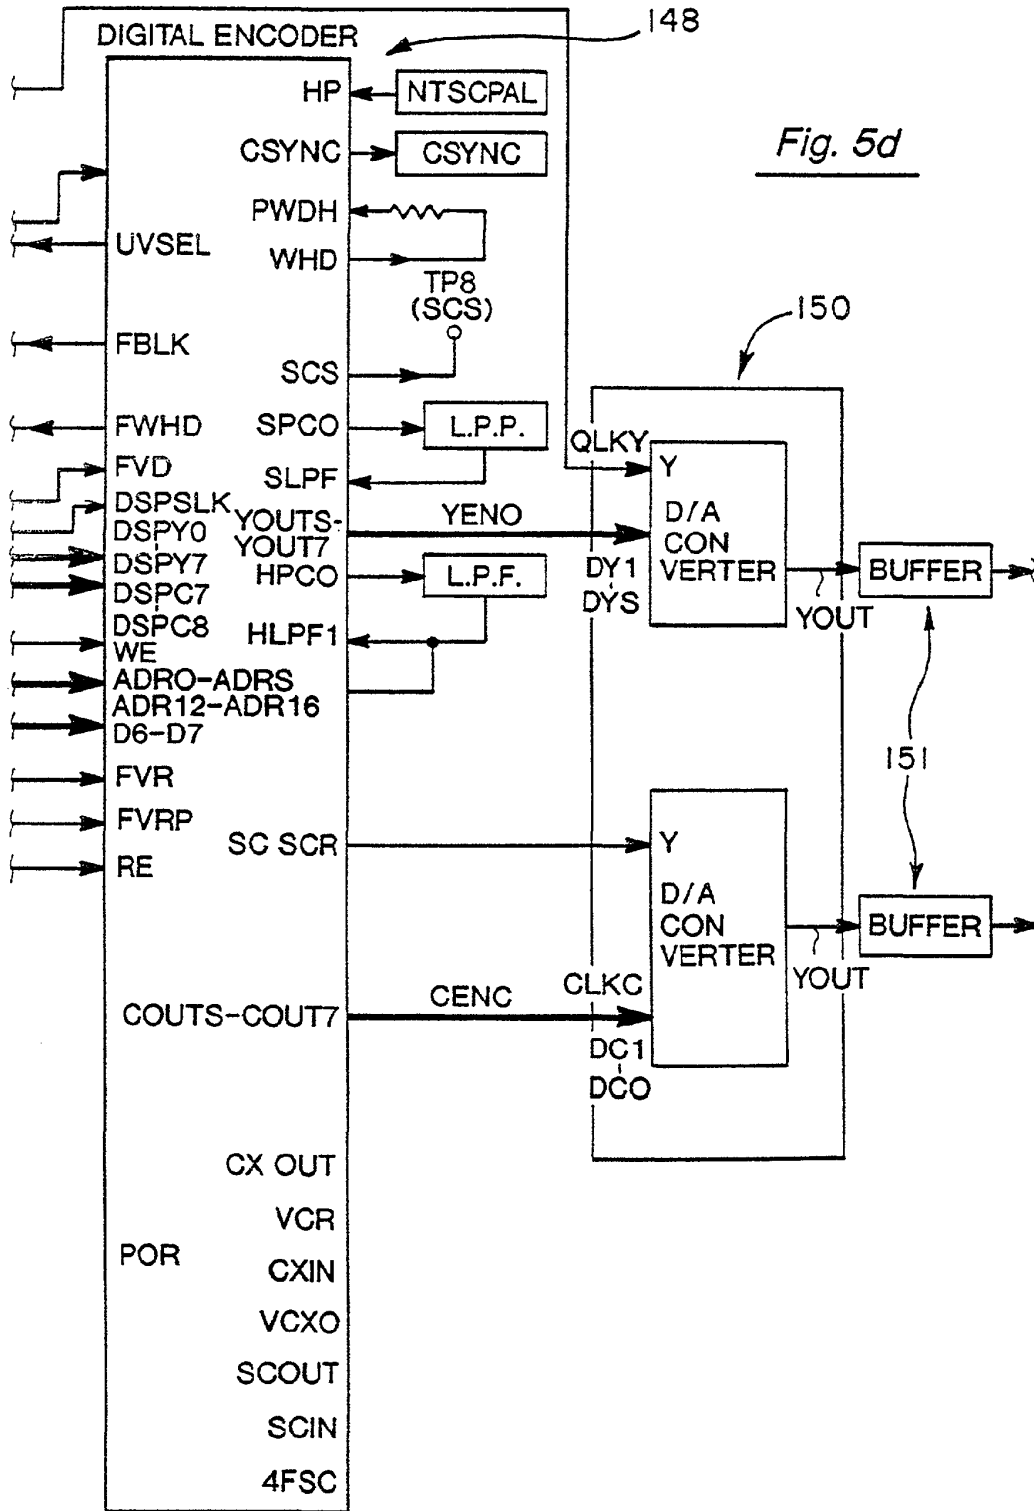 DIGITAL ENCODER
148
Fig. 5d
HP
NTSCPAL
CSYNC
CSYNC
PWDH
UVSEL
WHD
TP8
(SCS)
150
FBLK
SCS
FWHD
SPCO
L.P.P.
QLKY
Y
FVD
SLPF
DSPSLK
YOUTS-
YOUT7
YENO
D/A
CON
VERTER
DSPY0
DSPY7
HPCO
L.P.F.
DY1
DYS
BUFFER
YOUT
DSPC7
DSPC8
HLPF1
WE
ADR0-ADRS
ADR12-ADR16
D6-D7
151
FVR
FVRP
SC SCR
Y
RE
D/A
CON
VERTER
BUFFER
YOUT
CENC
CLKC
COUTS-COUT7
DC1
DCO
CX OUT
VCR
POR
CXIN
VCXO
SCOUT
SCIN
4FSC